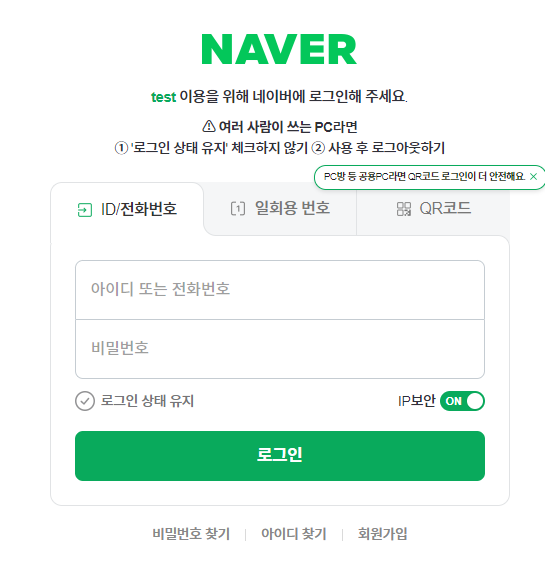 NAVER
test 이용을 위해 네이버에 로그인해 주세요.
여러 사람이 쓰는 PC라면
① '로그인 상태 유지' 체크하지 않기 ② 사용 후 로그아웃하기
PC방 등 공용PC라면 QR코드 로그인이 더 안전해요.
ID/전화번호
1 일회용 번호
QR코드
아이디 또는 전화번호
비밀번호
로그인 상태 유지
IP보안 ON
로그인
비밀번호 찾기 | 아이디 찾기 | 회원가입